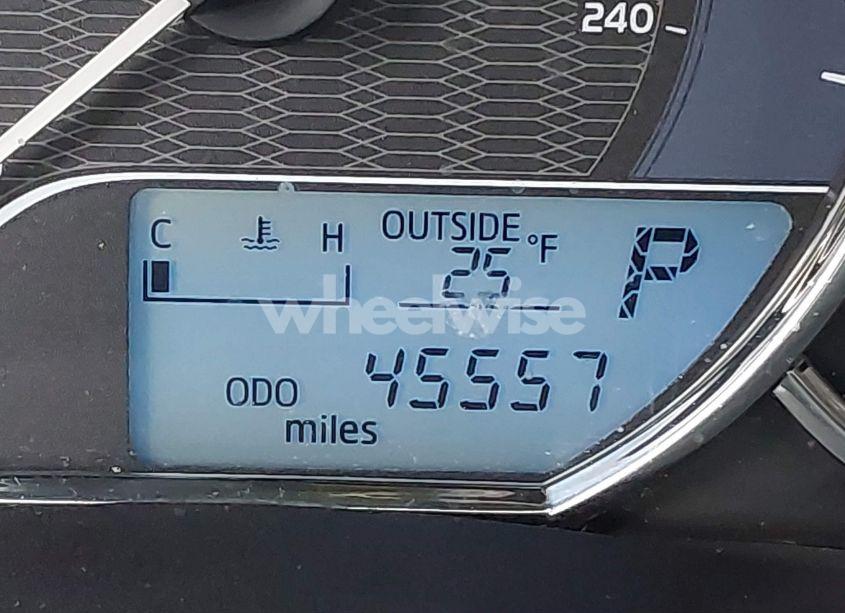 240
C H OUTSIDE °F
25
P
wheelwise
ODO 45557
miles